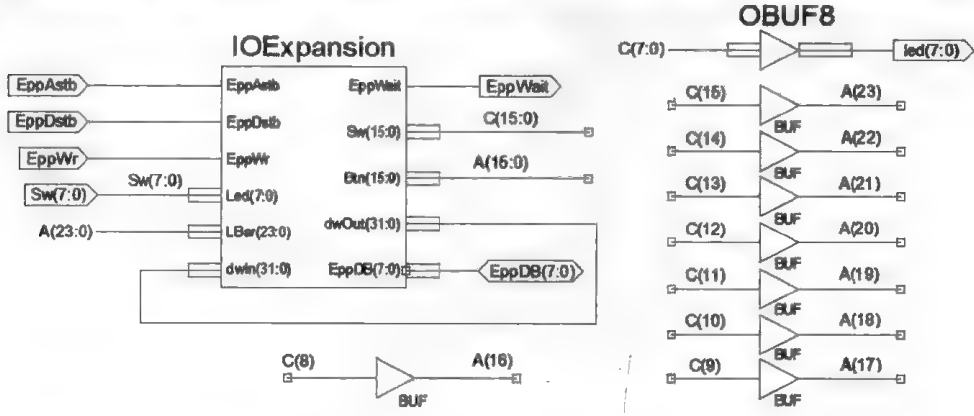 OBUF8
C(7:0)
led(7:0)
IOExpansion
EppAstb
EppAstb
EppWait
EppWait
EppDstb
EppDstb
Sw(15:0)
C(15:0)
EppWr
EppWr
Btn(15:0)
A(15:0)
Sw(7:0)
Sw(7:0)
Led(7:0)
A(23:0)
LBar(23:0)
dwOut(31:0)
dwIn(31:0)
EppDB(7:0)
EppDB(7:0)
C(8)
A(16)
BUF
C(15)
A(23)
BUF
C(14)
A(22)
BUF
C(13)
A(21)
BUF
C(12)
A(20)
BUF
C(11)
A(19)
BUF
C(10)
A(18)
BUF
C(9)
A(17)
BUF